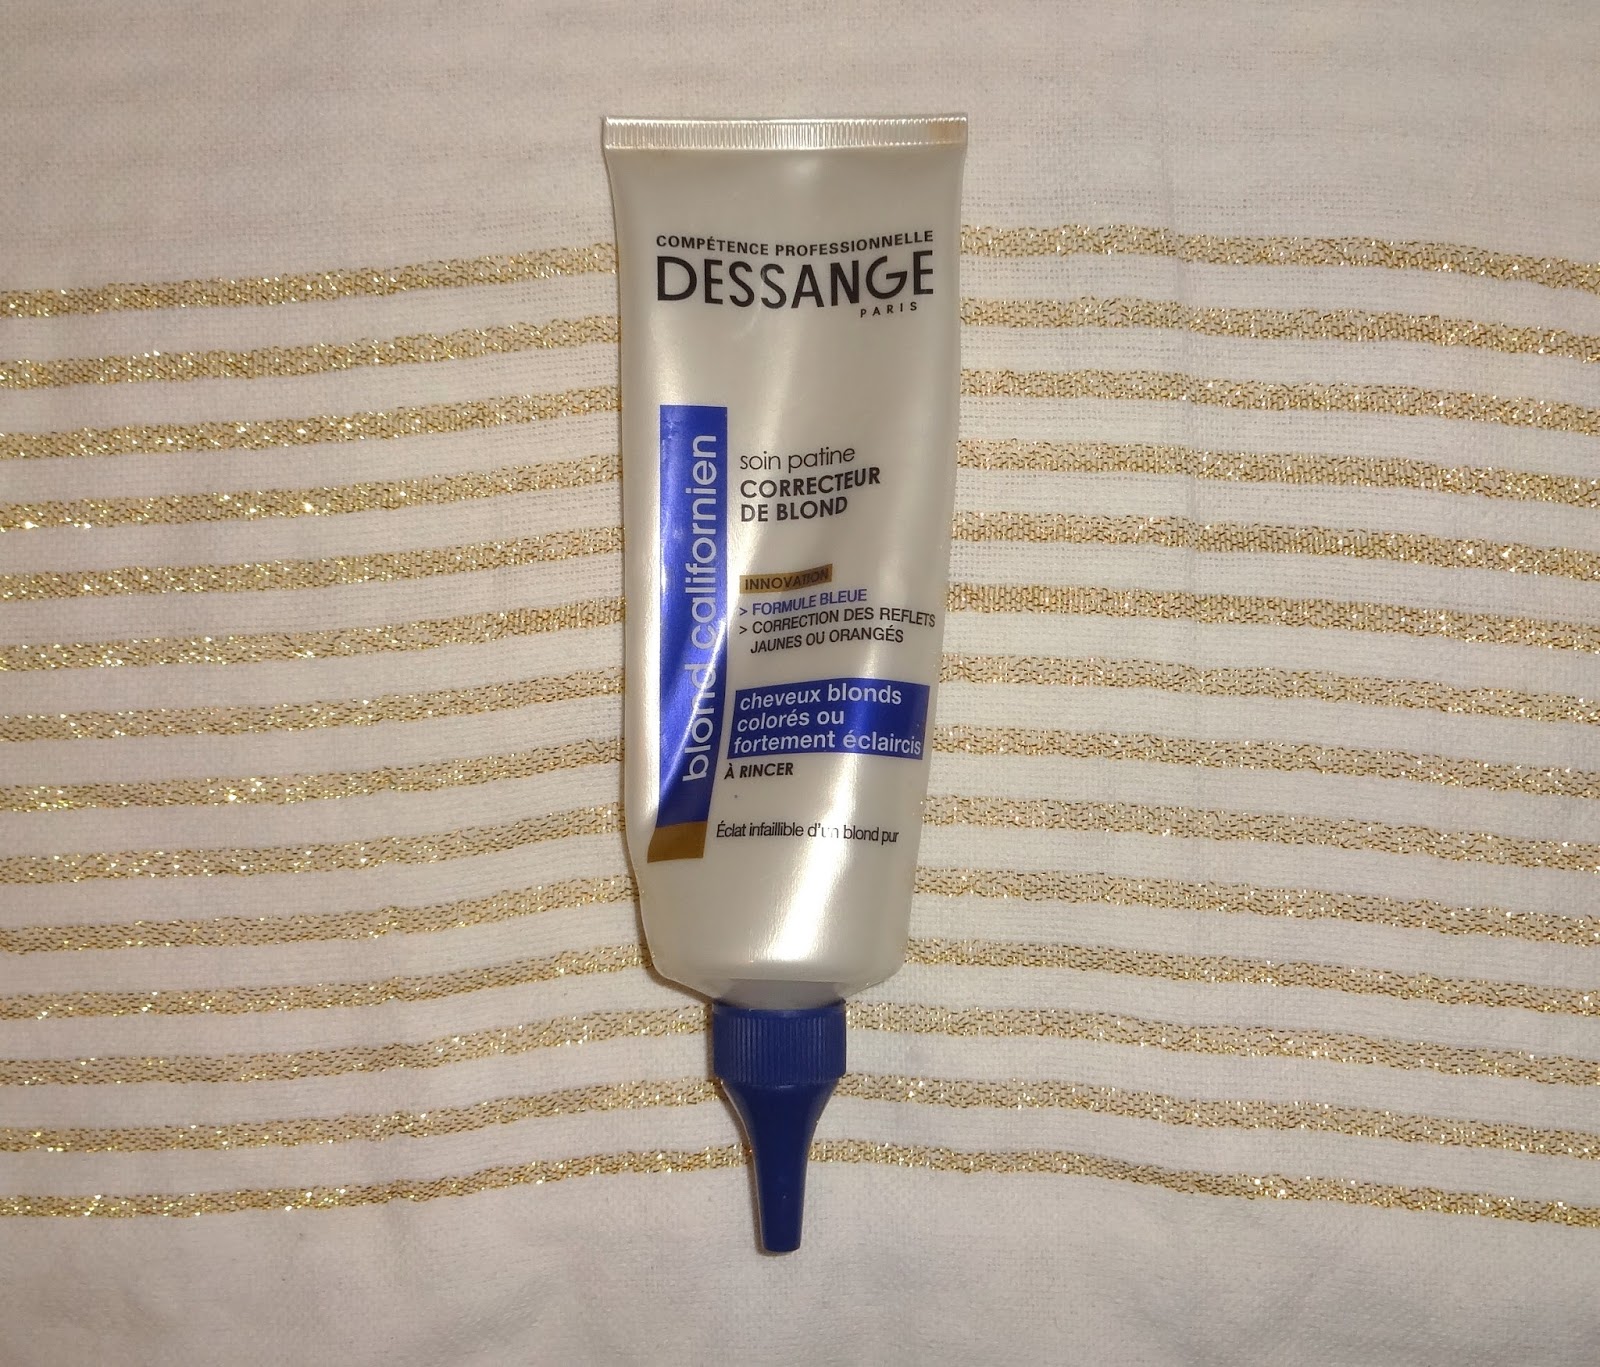 COMPÉTENCE PROFESSIONNELLE
DESSANGE
PARIS
blond californien
soin patine
CORRECTEUR
DE BLOND
INNOVATION
> FORMULE BLEUE
> CORRECTION DES REFLETS
JAUNES OU ORANGÉS
cheveux blonds
colorés ou
fortement éclaircis
À RINCER
Éclat infaillible d'un blond pur